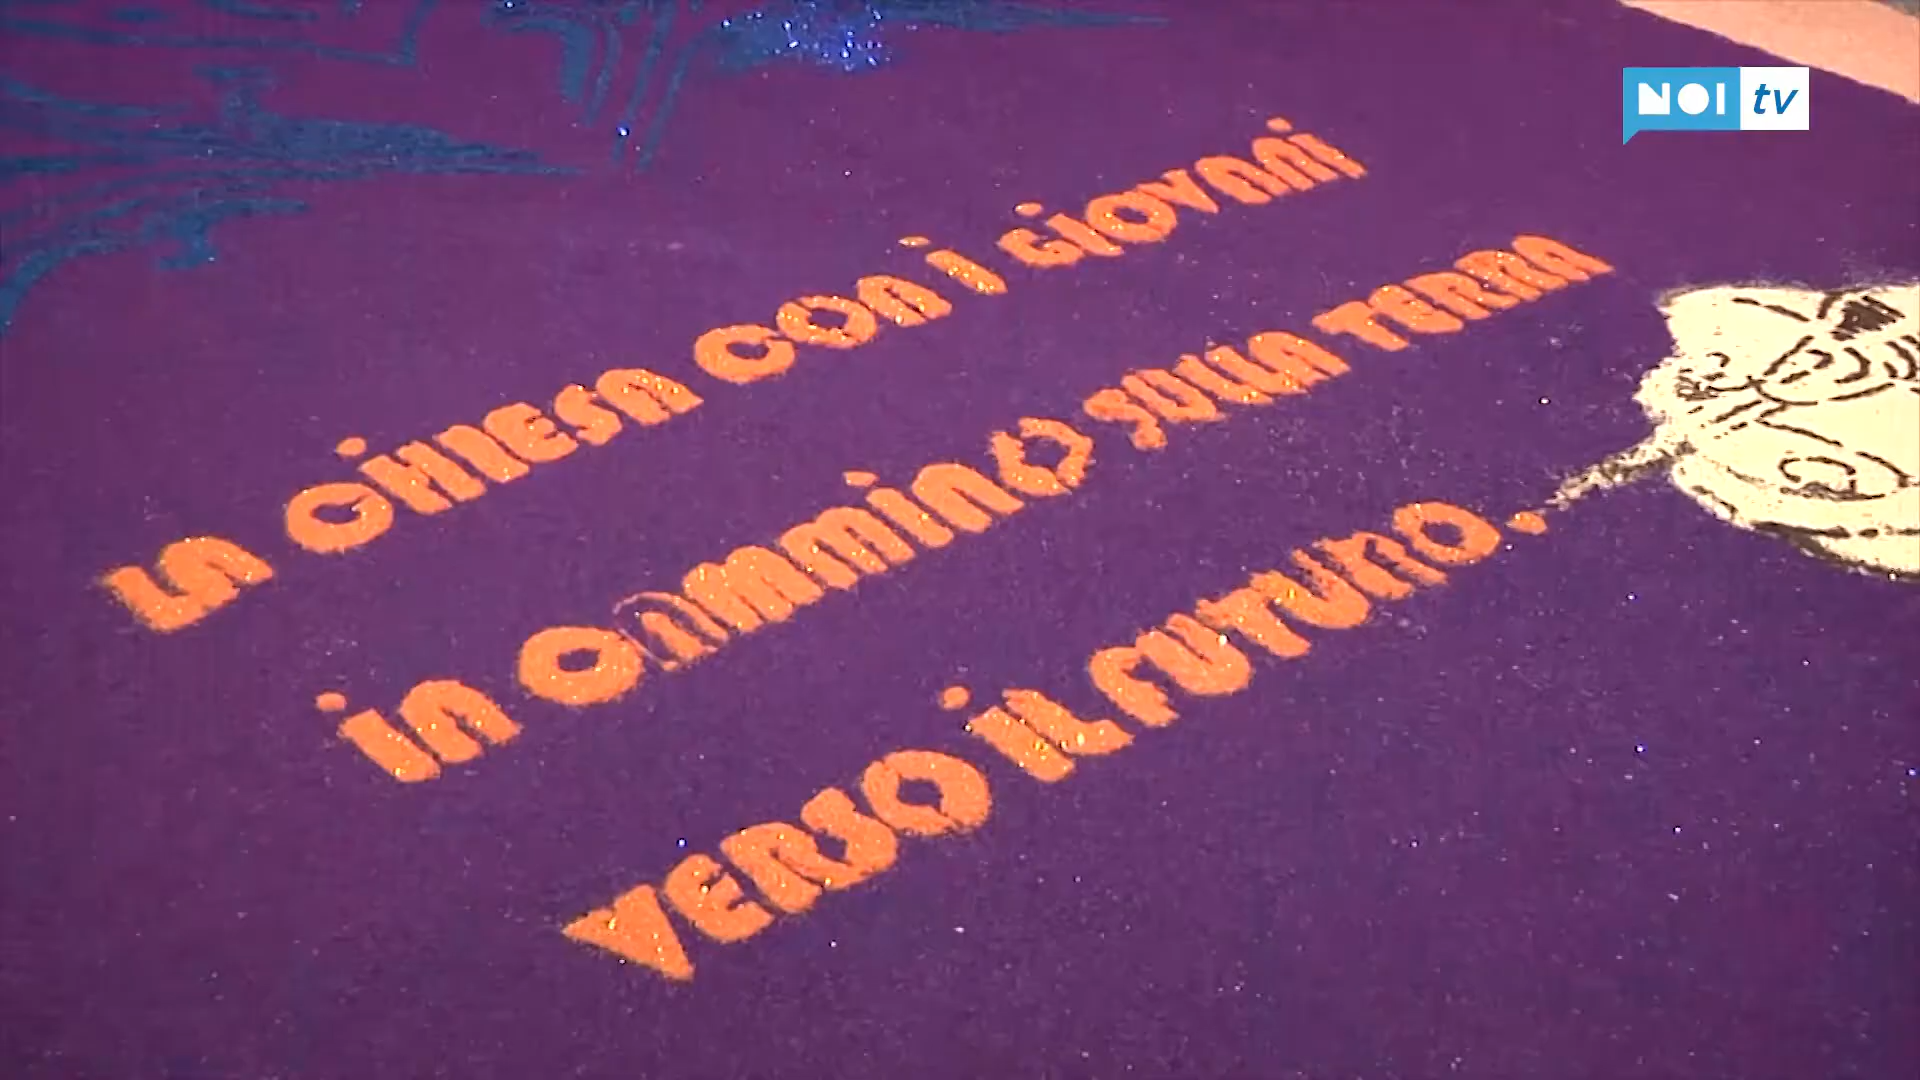 NOI tv
LA CHIESA CON I GIOVANI
IN CAMMINO SULLA TERRA
VERSO IL FUTURO.